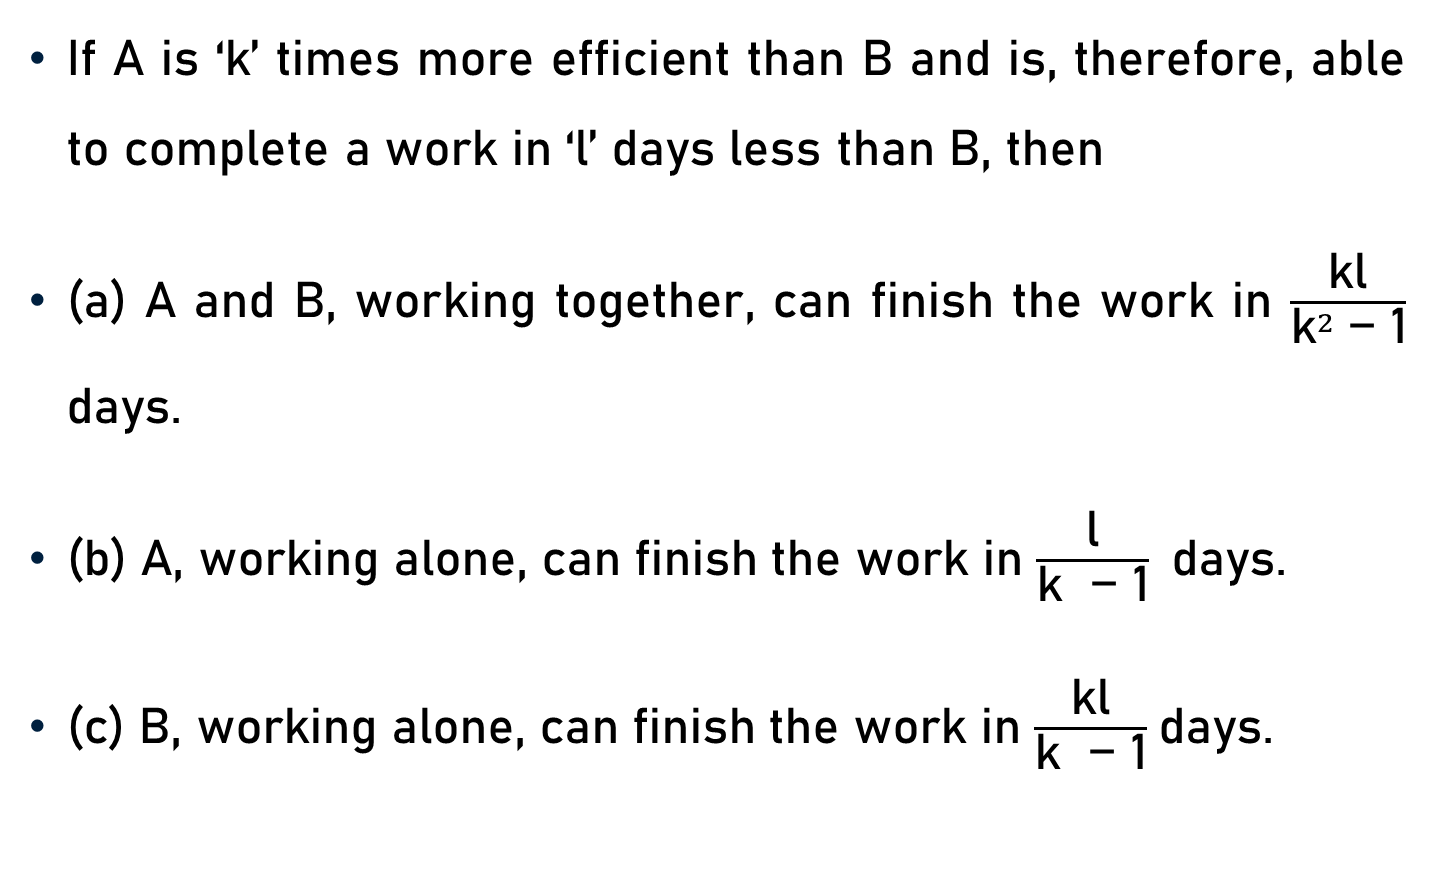 • If A is ‘k’ times more efficient than B and is, therefore, able
to complete a work in ‘l’ days less than B, then
• (a) A and B, working together, can finish the work in kl/(k² – 1)
days.
• (b) A, working alone, can finish the work in l/(k – 1) days.
• (c) B, working alone, can finish the work in kl/(k – 1) days.